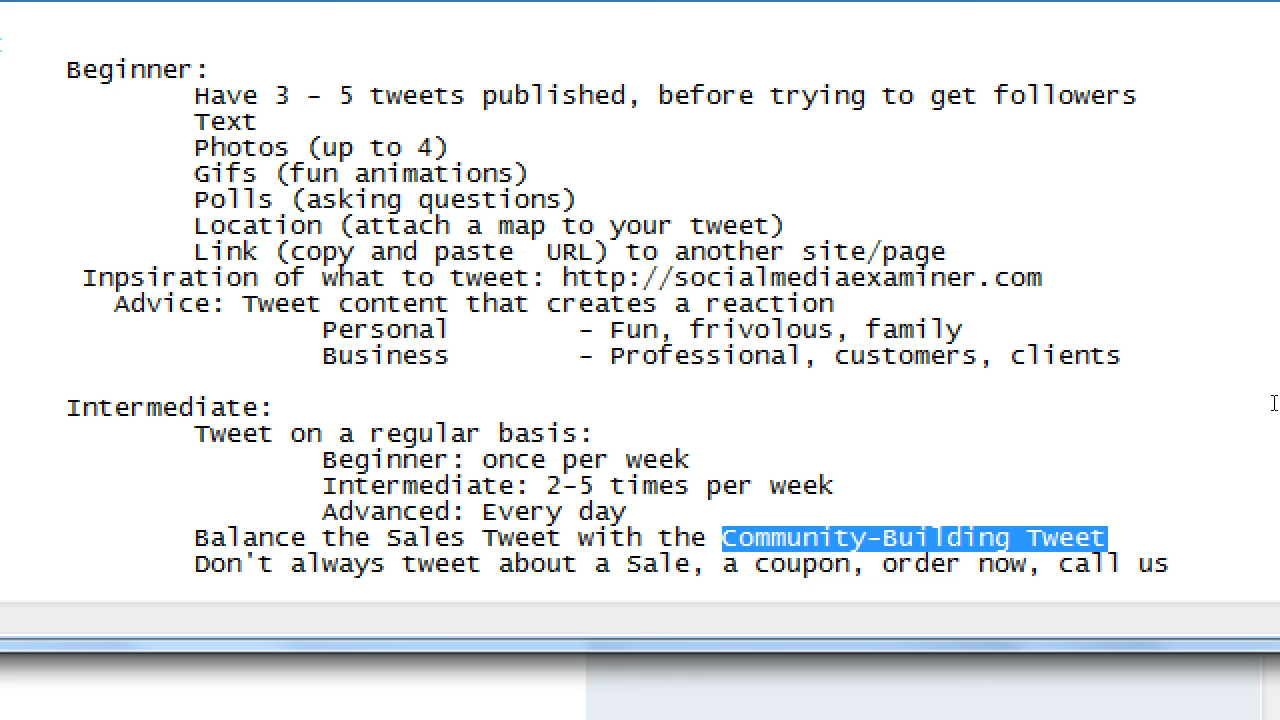 Beginner:
Have 3 - 5 tweets published, before trying to get followers
Text
Photos (up to 4)
Gifs (fun animations)
Polls (asking questions)
Location (attach a map to your tweet)
Link (copy and paste  URL) to another site/page
Inpsiration of what to tweet: http://socialmediaexaminer.com
Advice: Tweet content that creates a reaction
Personal - Fun, frivolous, family
Business - Professional, customers, clients
Intermediate:
Tweet on a regular basis:
Beginner: once per week
Intermediate: 2-5 times per week
Advanced: Every day
Balance the Sales Tweet with the Community-Building Tweet
Don't always tweet about a Sale, a coupon, order now, call us